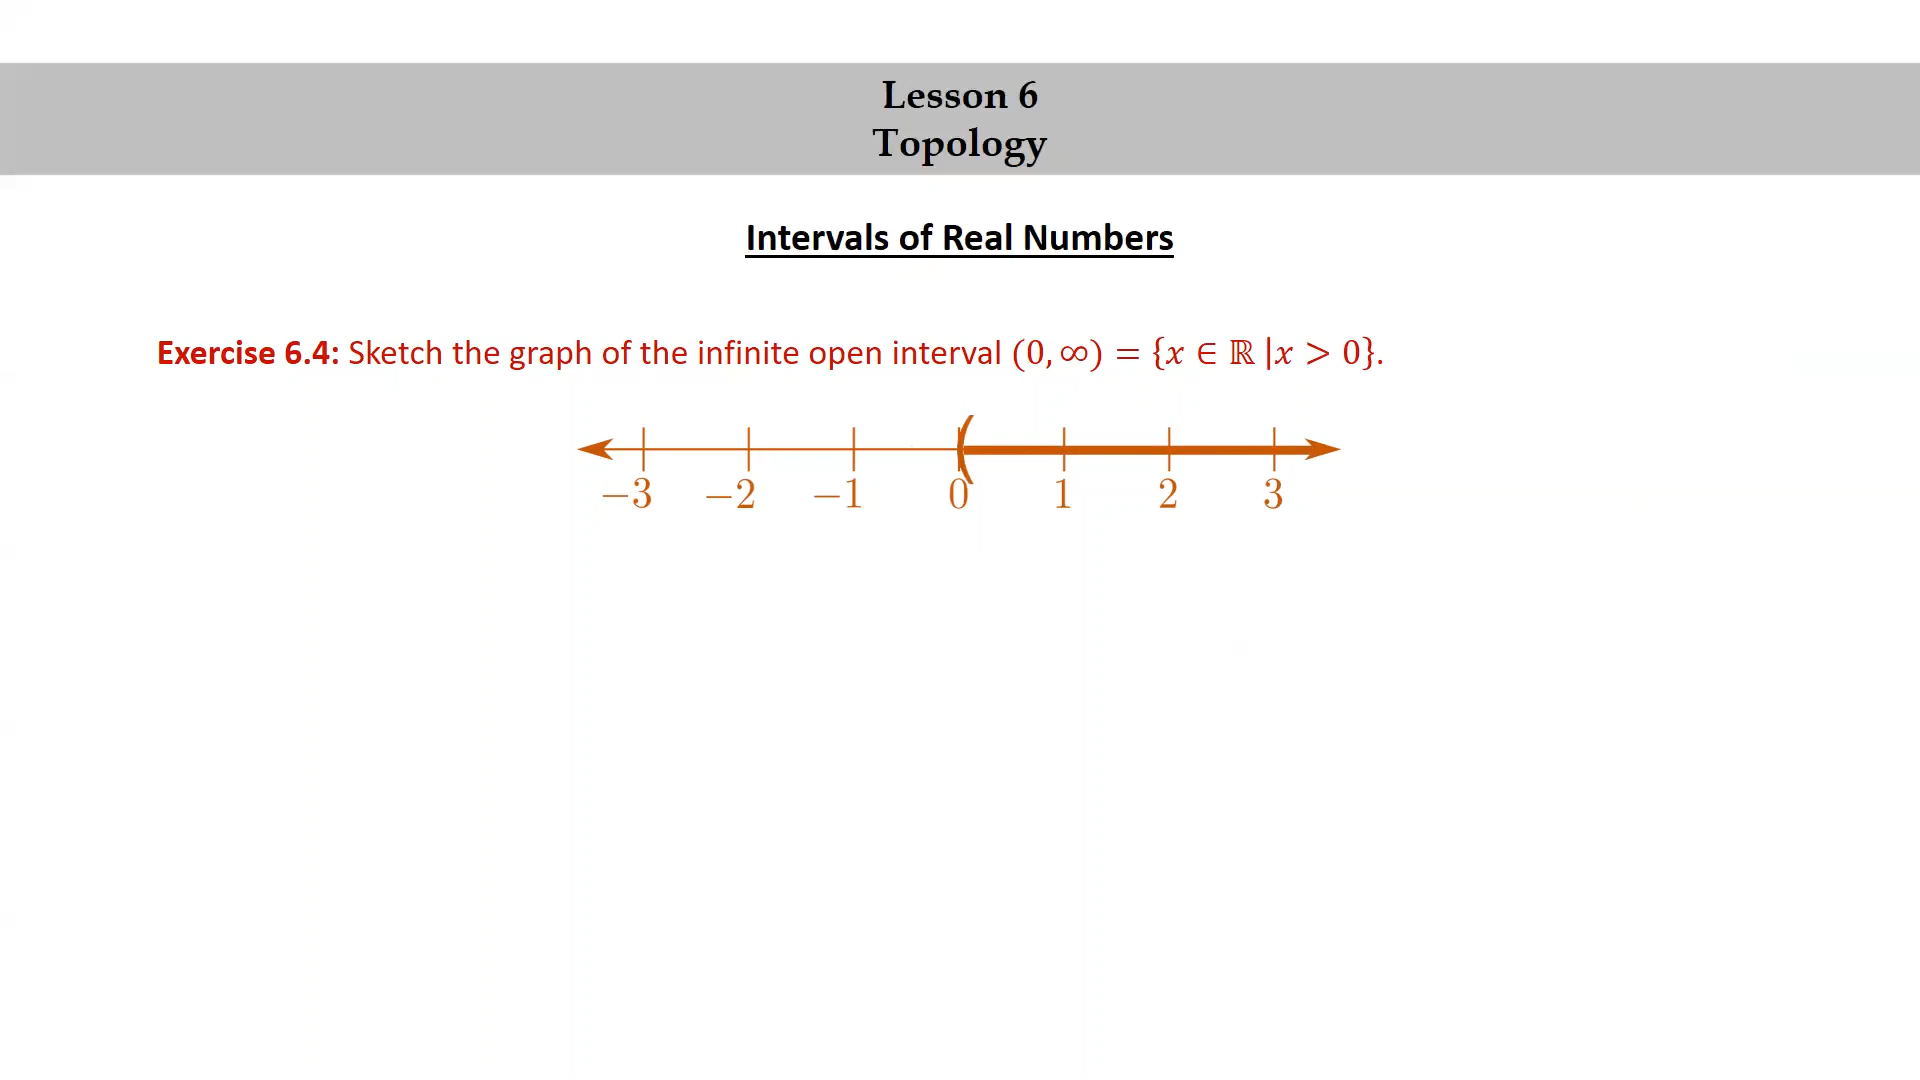 Lesson 6
Topology
Intervals of Real Numbers
Exercise 6.4: Sketch the graph of the infinite open interval (0, ∞) = {x ∈ ℝ |x > 0}.
−3 −2 −1 0 1 2 3